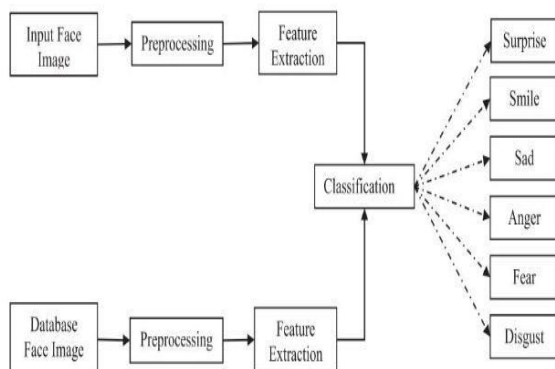 Input Face
Image
Preprocessing
Feature
Extraction
Surprise
Smile
Sad
Classification
Anger
Fear
Disgust
Database
Face Image
Preprocessing
Feature
Extraction